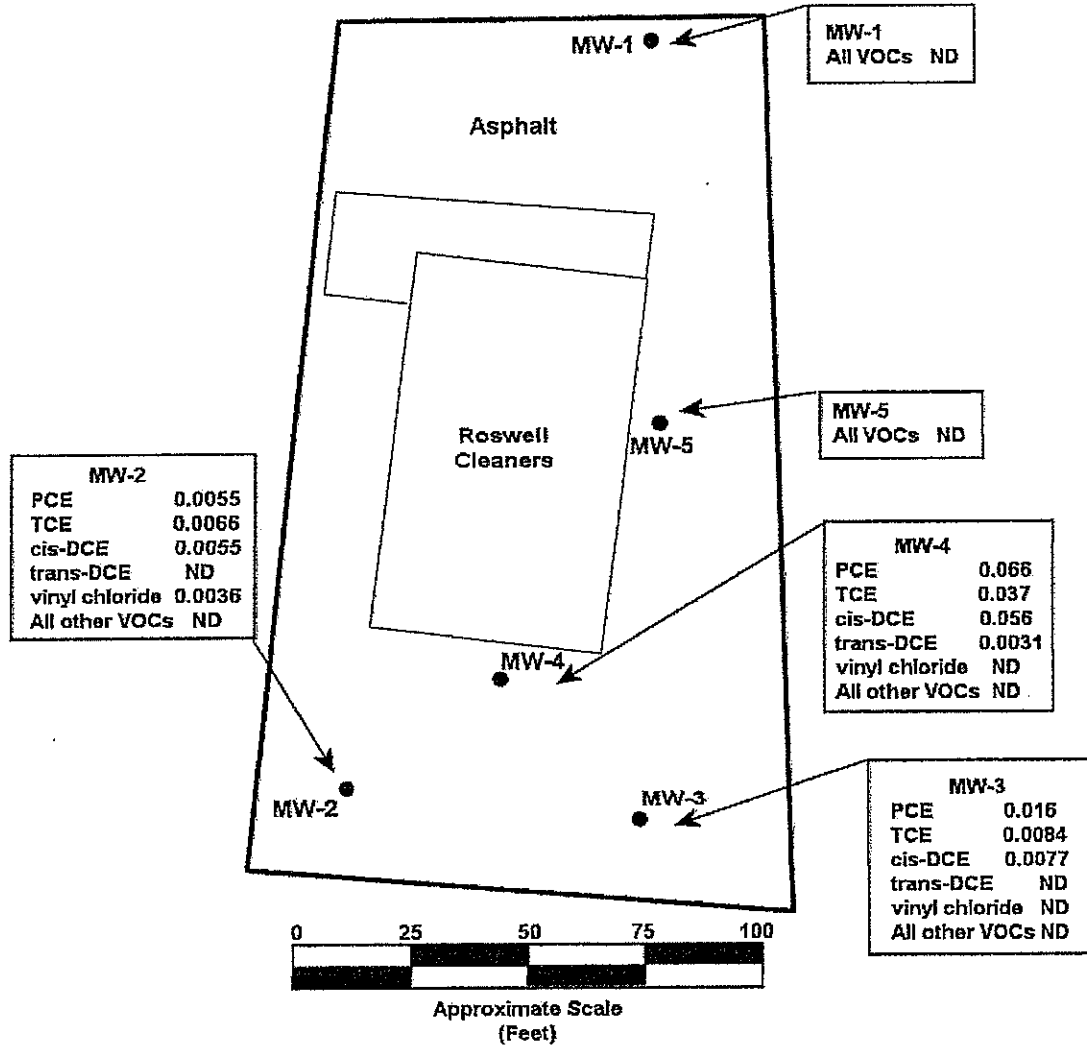 MW-1
MW-1
All VOCs ND
Asphalt
MW-5
All VOCs ND
MW-5
Roswell
Cleaners
MW-2
PCE 0.0055
TCE 0.0066
cis-DCE 0.0055
trans-DCE ND
vinyl chloride 0.0036
All other VOCs ND
MW-4
PCE 0.066
TCE 0.037
cis-DCE 0.056
trans-DCE 0.0031
vinyl chloride ND
All other VOCs ND
MW-4
MW-2
MW-3
MW-3
PCE 0.016
TCE 0.0084
cis-DCE 0.0077
trans-DCE ND
vinyl chloride ND
All other VOCs ND
0 25 50 75 100
Approximate Scale
(Feet)